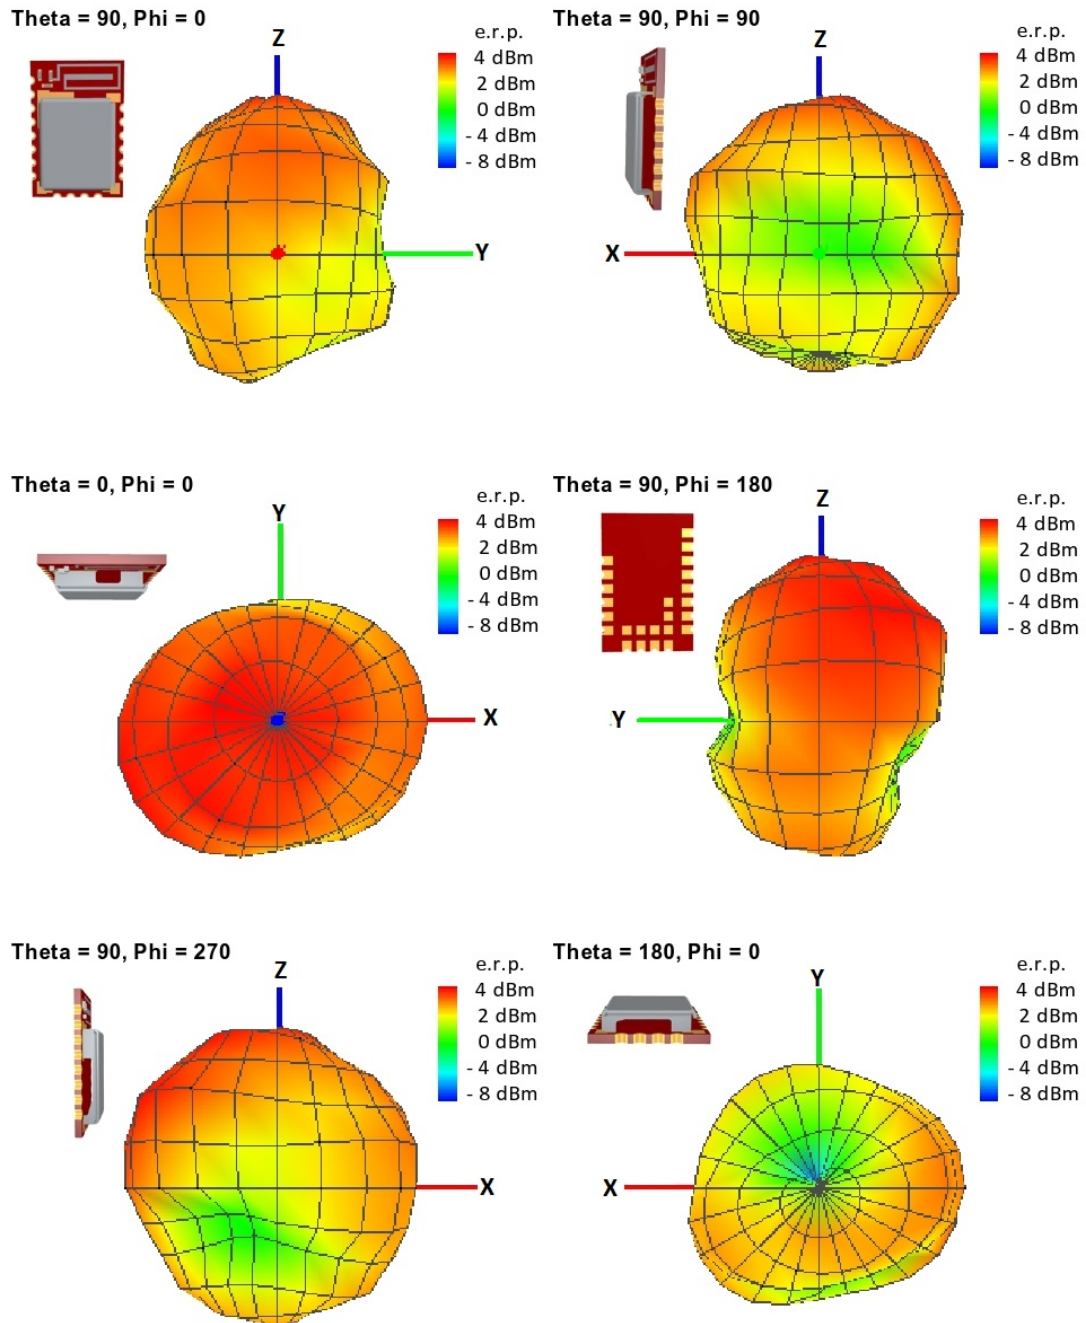 Theta = 90, Phi = 0
Z
e.r.p.
4 dBm
2 dBm
0 dBm
- 4 dBm
- 8 dBm
Y
Theta = 90, Phi = 90
Z
e.r.p.
4 dBm
2 dBm
0 dBm
- 4 dBm
- 8 dBm
X
Theta = 0, Phi = 0
Y
e.r.p.
4 dBm
2 dBm
0 dBm
- 4 dBm
- 8 dBm
X
Theta = 90, Phi = 180
Z
e.r.p.
4 dBm
2 dBm
0 dBm
- 4 dBm
- 8 dBm
Y
Theta = 90, Phi = 270
Z
e.r.p.
4 dBm
2 dBm
0 dBm
- 4 dBm
- 8 dBm
X
Theta = 180, Phi = 0
Y
e.r.p.
4 dBm
2 dBm
0 dBm
- 4 dBm
- 8 dBm
X